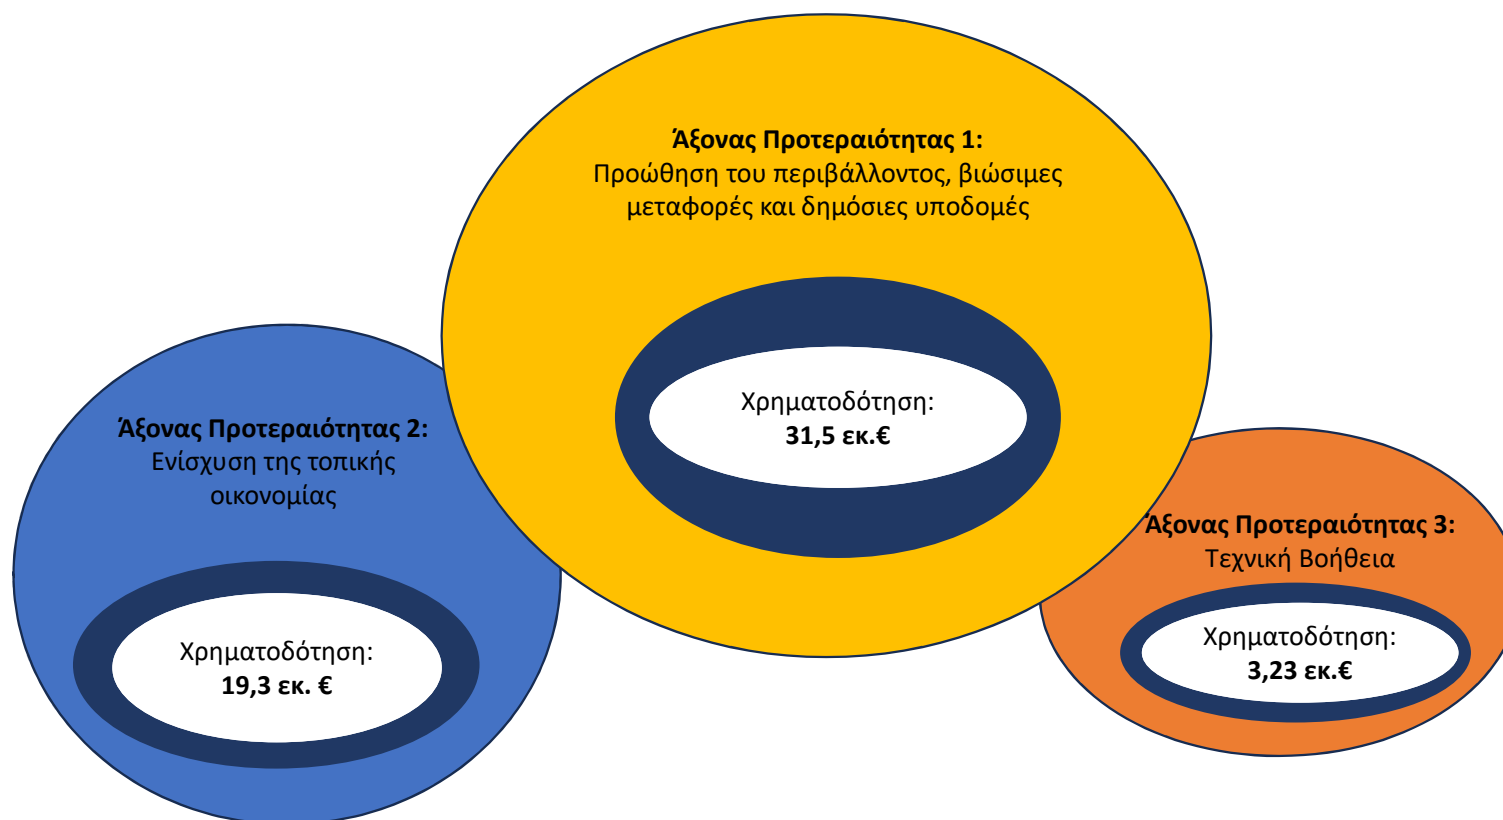 Άξονας Προτεραιότητας 1:
Προώθηση του περιβάλλοντος, βιώσιμες
μεταφορές και δημόσιες υποδομές
Χρηματοδότηση:
31,5 εκ.€
Άξονας Προτεραιότητας 2:
Ενίσχυση της τοπικής
οικονομίας
Χρηματοδότηση:
19,3 εκ. €
Άξονας Προτεραιότητας 3:
Τεχνική Βοήθεια
Χρηματοδότηση:
3,23 εκ.€